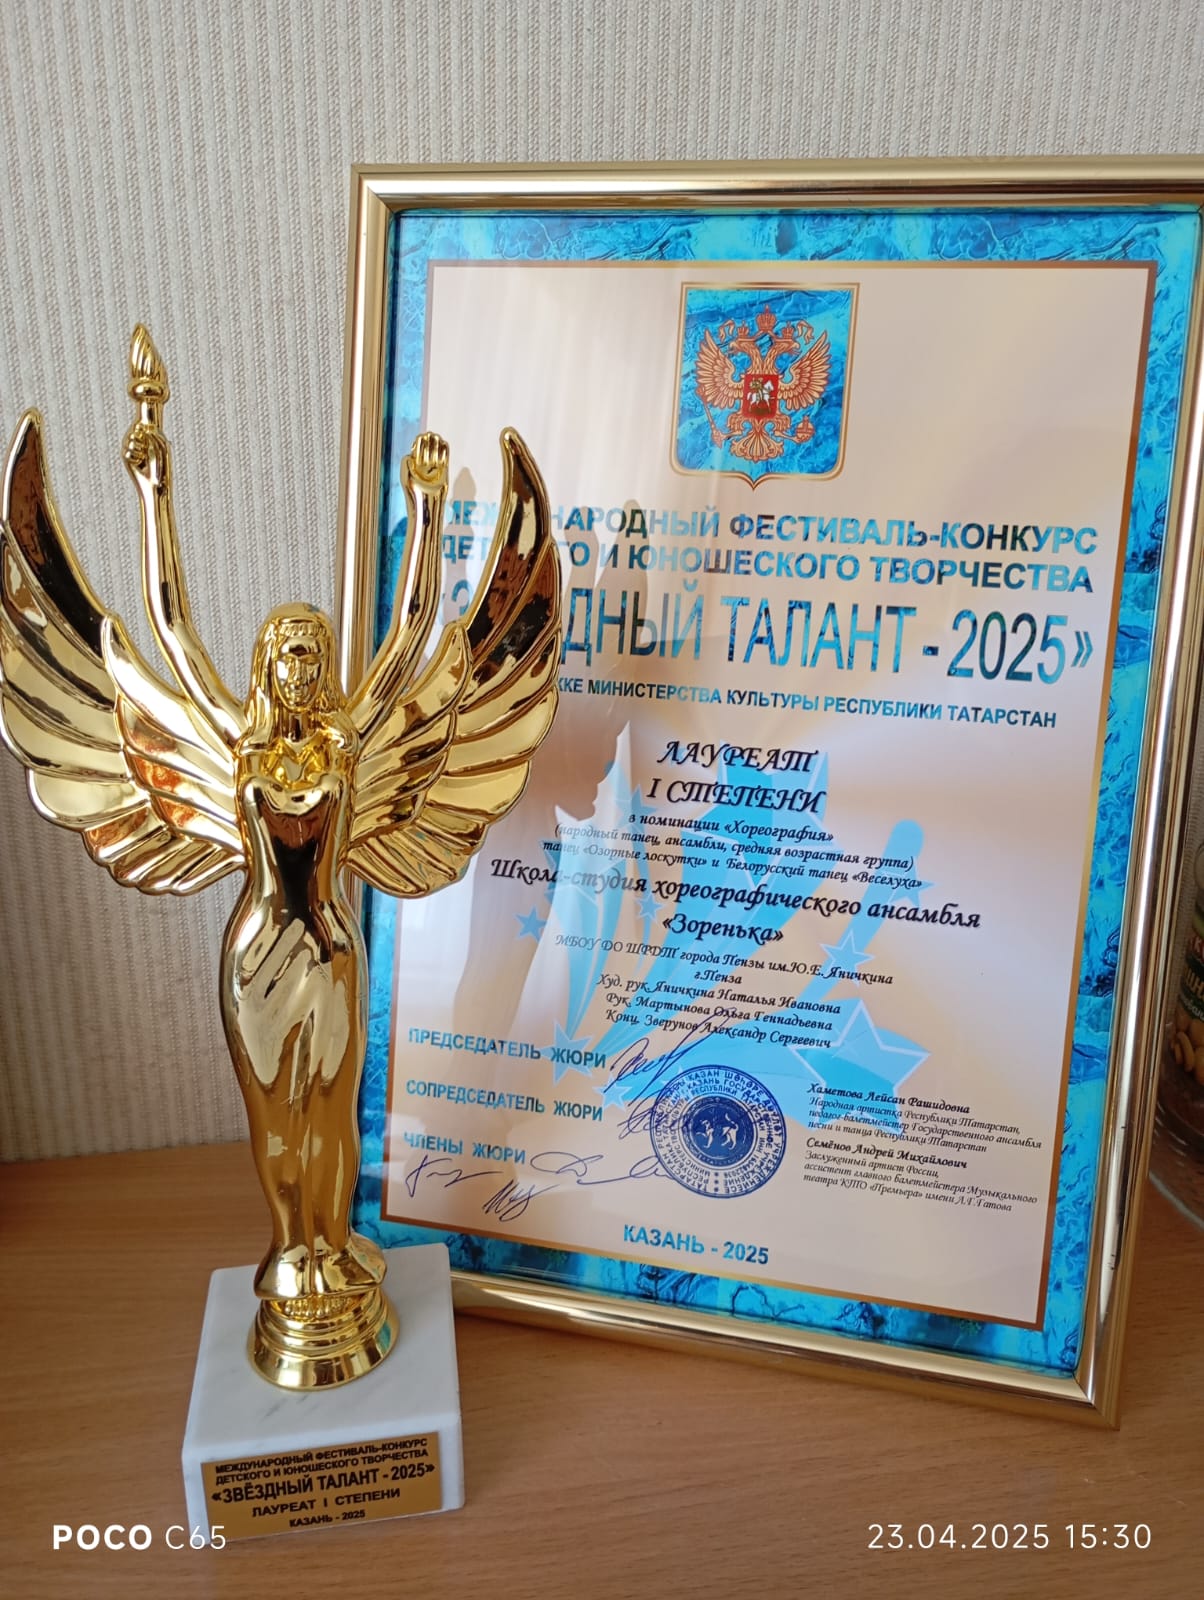 НАРОДНЫЙ ФЕСТИВАЛЬ-КОНКУРС
И ЮНОШЕСКОГО ТВОРЧЕСТВА
ДНЫЙ ТАЛАНТ - 2025»
МИНИСТЕРСТВА КУЛЬТУРЫ РЕСПУБЛИКИ ТАТАРСТАН
ЛАУРЕАТ
I СТЕПЕНИ
в номинации «Хореография»
(народный танец, ансамбли, средняя возрастная группа)
танец «Озорные лоскутки» и Белорусский танец «Веселуха»
Школа-студия хореографического ансамбля
«Зоренька»
МБОУ ДО ШРДТ города Пензы им.Ю.Е. Яничкина
г.Пенза
Худ. рук. Яничкина Наталья Ивановна
Рук. Мартынова Ольга Геннадьевна
Конц. Зверунов Александр Сергеевич
ПРЕДСЕДАТЕЛЬ ЖЮРИ
СОПРЕДСЕДАТЕЛЬ ЖЮРИ
ЧЛЕНЫ ЖЮРИ
Хаметова Лейсан Рашидовна
Народная артистка Республики Татарстан,
педагог-балетмейстер Государственного ансамбля
песни и танца Республики Татарстан
Семёнов Андрей Михайлович
Заслуженный артист России,
ассистент главного балетмейстера Музыкального
театра КТО «Премьера» имени Л.Г.Гатова
КАЗАНЬ - 2025
МЕЖДУНАРОДНЫЙ ФЕСТИВАЛЬ-КОНКУРС
ДЕТСКОГО И ЮНОШЕСКОГО ТВОРЧЕСТВА
«ЗВЁЗДНЫЙ ТАЛАНТ - 2025»
ЛАУРЕАТ I СТЕПЕНИ
КАЗАНЬ - 2025
POCO C65
23.04.2025 15:30